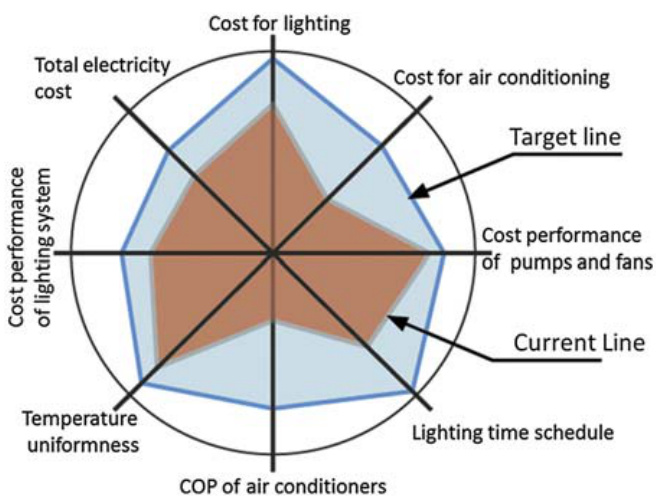 Cost for lighting
Total electricity
cost
Cost for air conditioning
Target line
Cost performance
of lighting system
Cost performance
of pumps and fans
Current Line
Temperature
uniformness
Lighting time schedule
COP of air conditioners